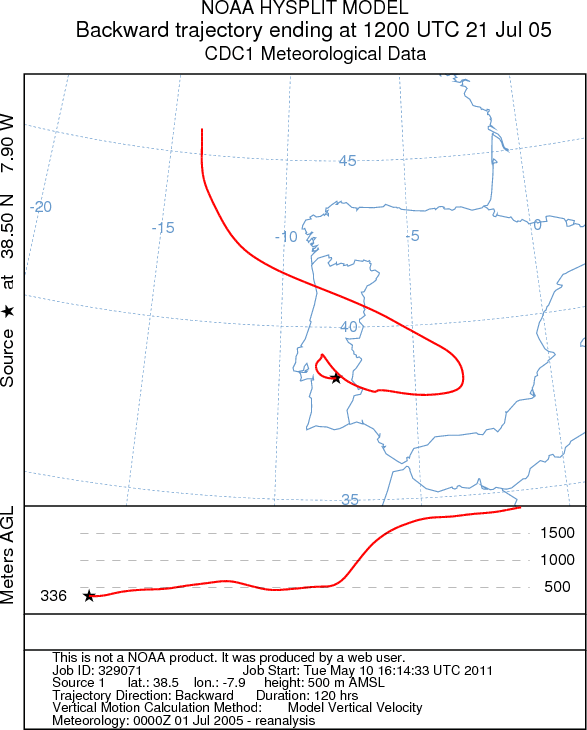 NOAA HYSPLIT MODEL
Backward trajectory ending at 1200 UTC 21 Jul 05
CDC1 Meteorological Data
Source ★ at 38.50 N 7.90 W
45
-20
-15
-10
-5
0
40
35
Meters AGL
1500
1000
500
336
This is not a NOAA product. It was produced by a web user.
Job ID: 329071 Job Start: Tue May 10 16:14:33 UTC 2011
Source 1 lat.: 38.5 lon.: -7.9 height: 500 m AMSL
Trajectory Direction: Backward Duration: 120 hrs
Vertical Motion Calculation Method: Model Vertical Velocity
Meteorology: 0000Z 01 Jul 2005 - reanalysis